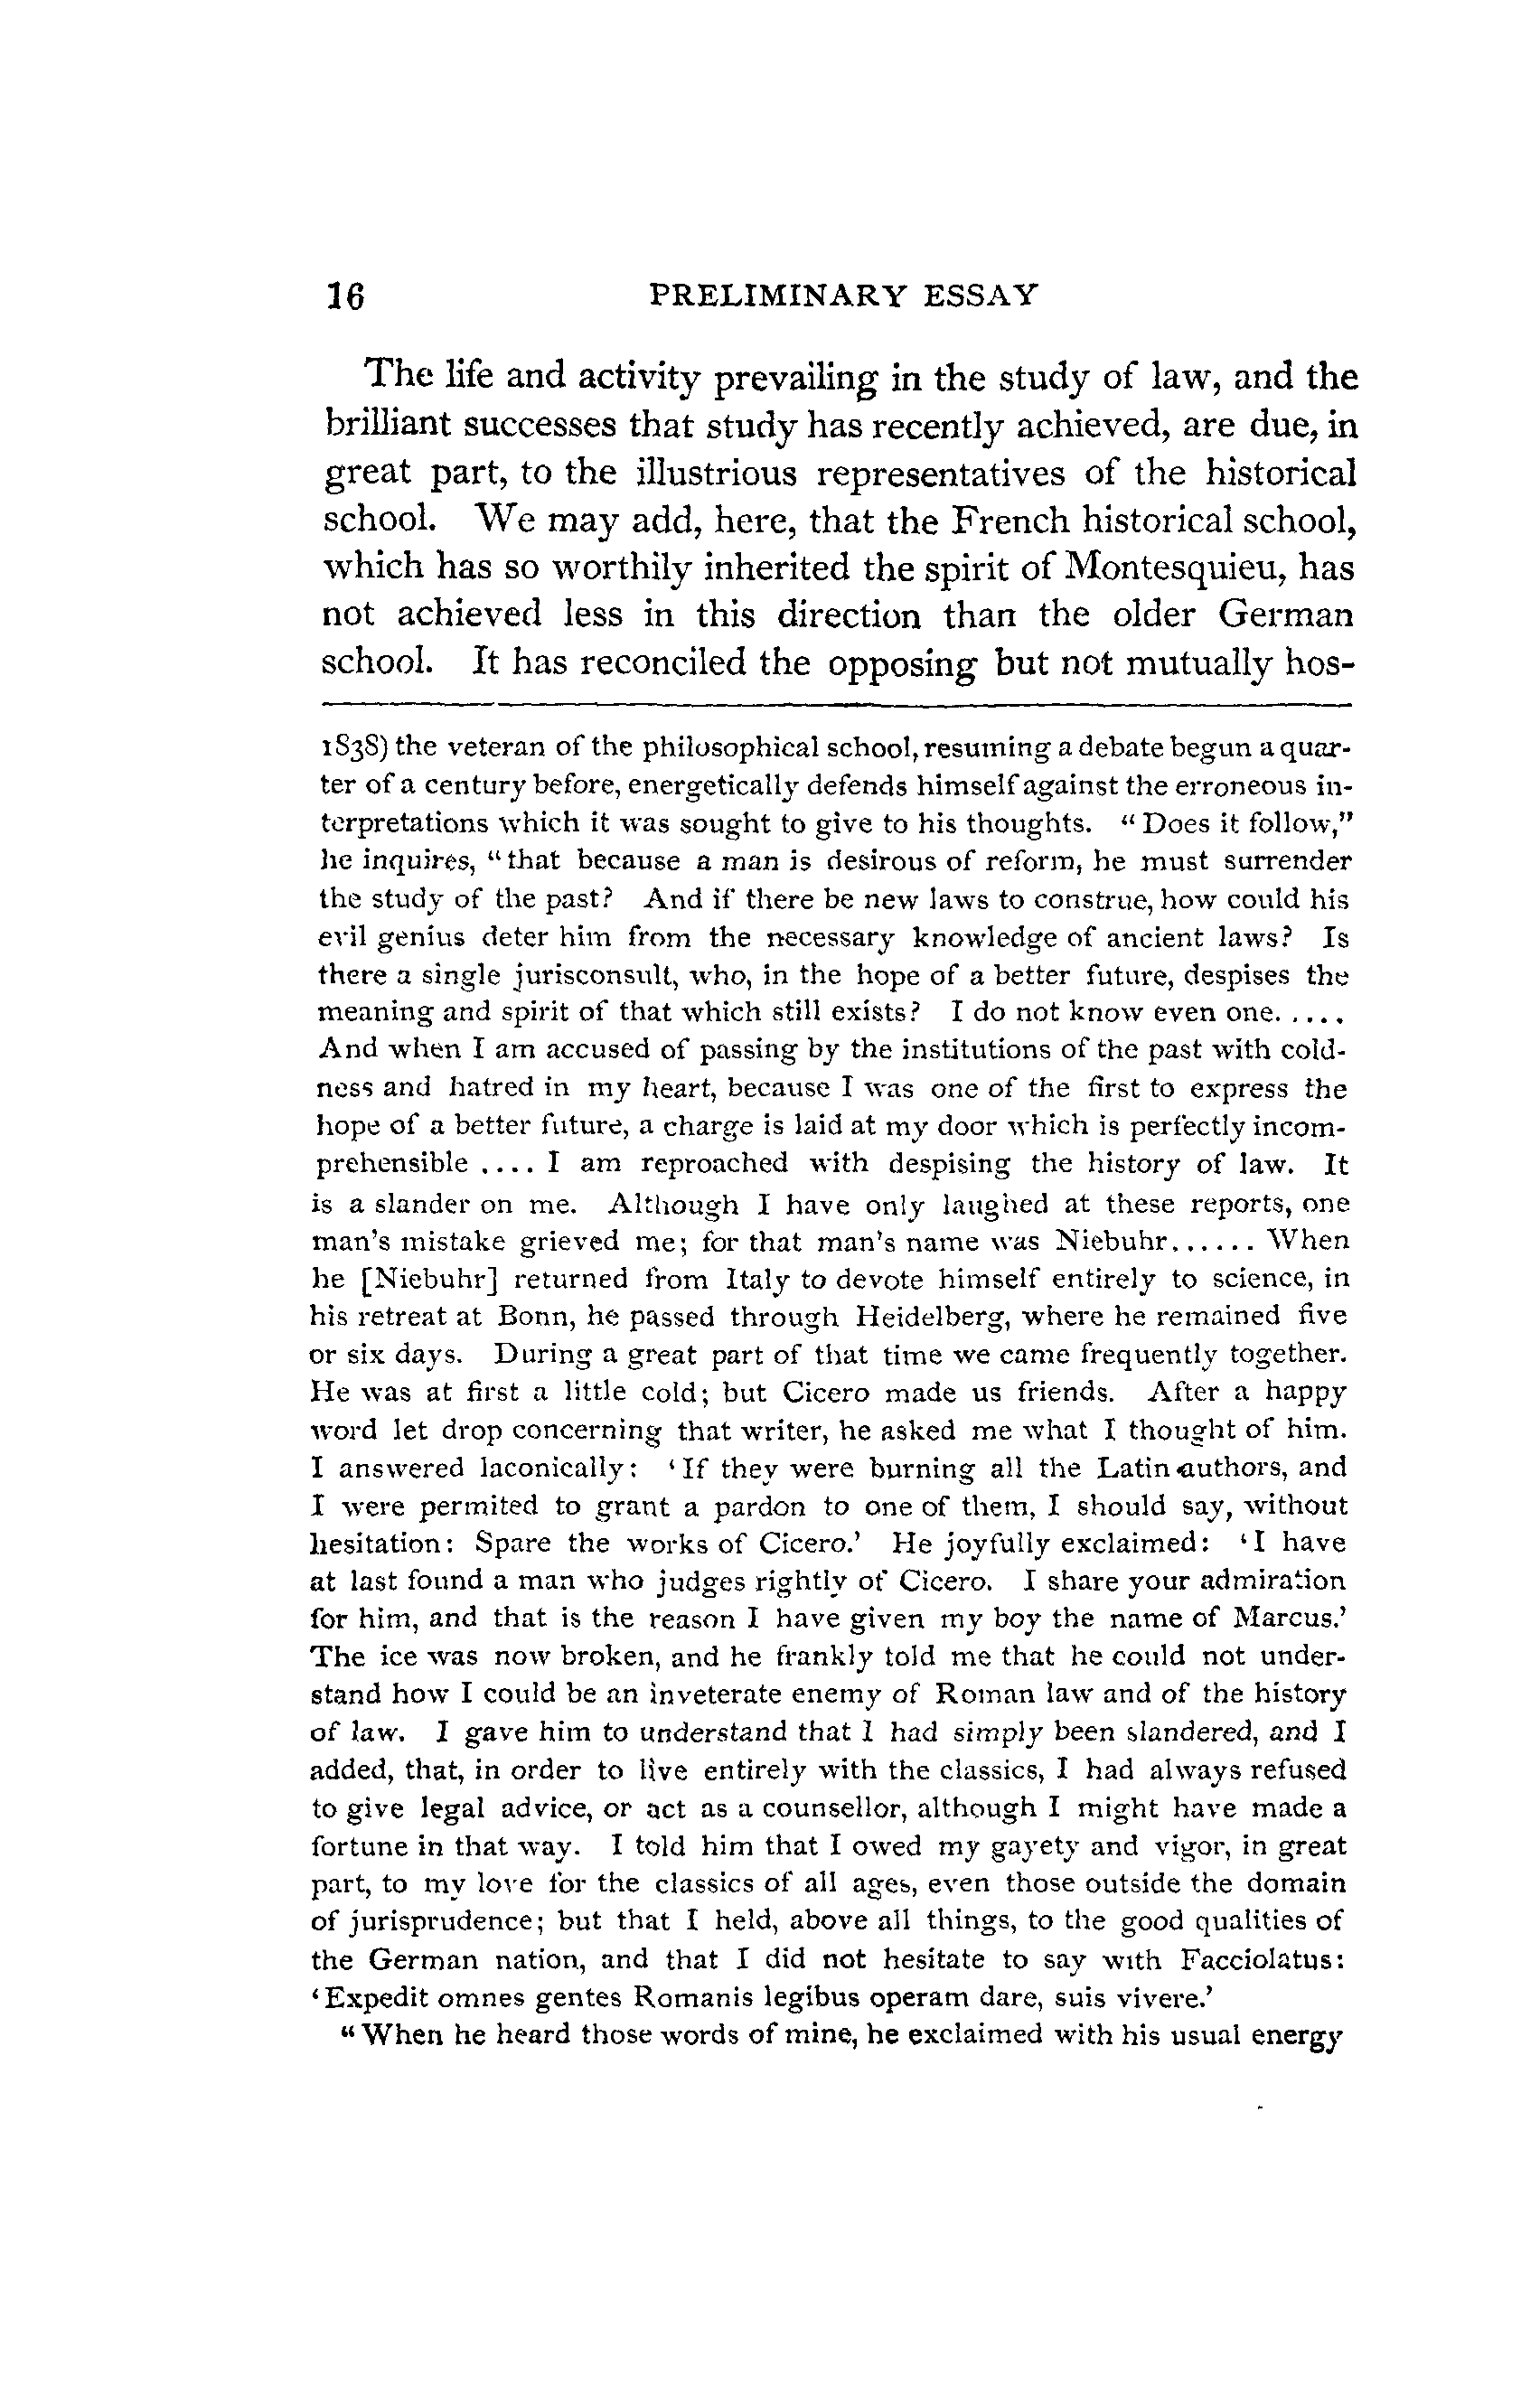 16 PRELIMINARY ESSAY
The life and activity prevailing in the study of law, and the
brilliant successes that study has recently achieved, are due, in
great part, to the illustrious representatives of the historical
school. We may add, here, that the French historical school,
which has so worthily inherited the spirit of Montesquieu, has
not achieved less in this direction than the older German
school. It has reconciled the opposing but not mutually hos-
1838) the veteran of the philosophical school, resuming a debate begun a quar-
ter of a century before, energetically defends himself against the erroneous in-
terpretations which it was sought to give to his thoughts. “Does it follow,”
he inquires, “that because a man is desirous of reform, he must surrender
the study of the past? And if there be new laws to construe, how could his
evil genius deter him from the necessary knowledge of ancient laws? Is
there a single jurisconsult, who, in the hope of a better future, despises the
meaning and spirit of that which still exists? I do not know even one. ....
And when I am accused of passing by the institutions of the past with cold-
ness and hatred in my heart, because I was one of the first to express the
hope of a better future, a charge is laid at my door which is perfectly incom-
prehensible .... I am reproached with despising the history of law. It
is a slander on me. Although I have only laughed at these reports, one
man's mistake grieved me; for that man's name was Niebuhr...... When
he [Niebuhr] returned from Italy to devote himself entirely to science, in
his retreat at Bonn, he passed through Heidelberg, where he remained five
or six days. During a great part of that time we came frequently together.
He was at first a little cold; but Cicero made us friends. After a happy
word let drop concerning that writer, he asked me what I thought of him.
I answered laconically: ‘If they were burning all the Latin authors, and
I were permited to grant a pardon to one of them, I should say, without
hesitation: Spare the works of Cicero.’ He joyfully exclaimed: ‘I have
at last found a man who judges rightly of Cicero. I share your admiration
for him, and that is the reason I have given my boy the name of Marcus.’
The ice was now broken, and he frankly told me that he could not under-
stand how I could be an inveterate enemy of Roman law and of the history
of law. I gave him to understand that I had simply been slandered, and I
added, that, in order to live entirely with the classics, I had always refused
to give legal advice, or act as a counsellor, although I might have made a
fortune in that way. I told him that I owed my gayety and vigor, in great
part, to my love for the classics of all ages, even those outside the domain
of jurisprudence; but that I held, above all things, to the good qualities of
the German nation, and that I did not hesitate to say with Facciolatus:
‘Expedit omnes gentes Romanis legibus operam dare, suis vivere.’
“When he heard those words of mine, he exclaimed with his usual energy